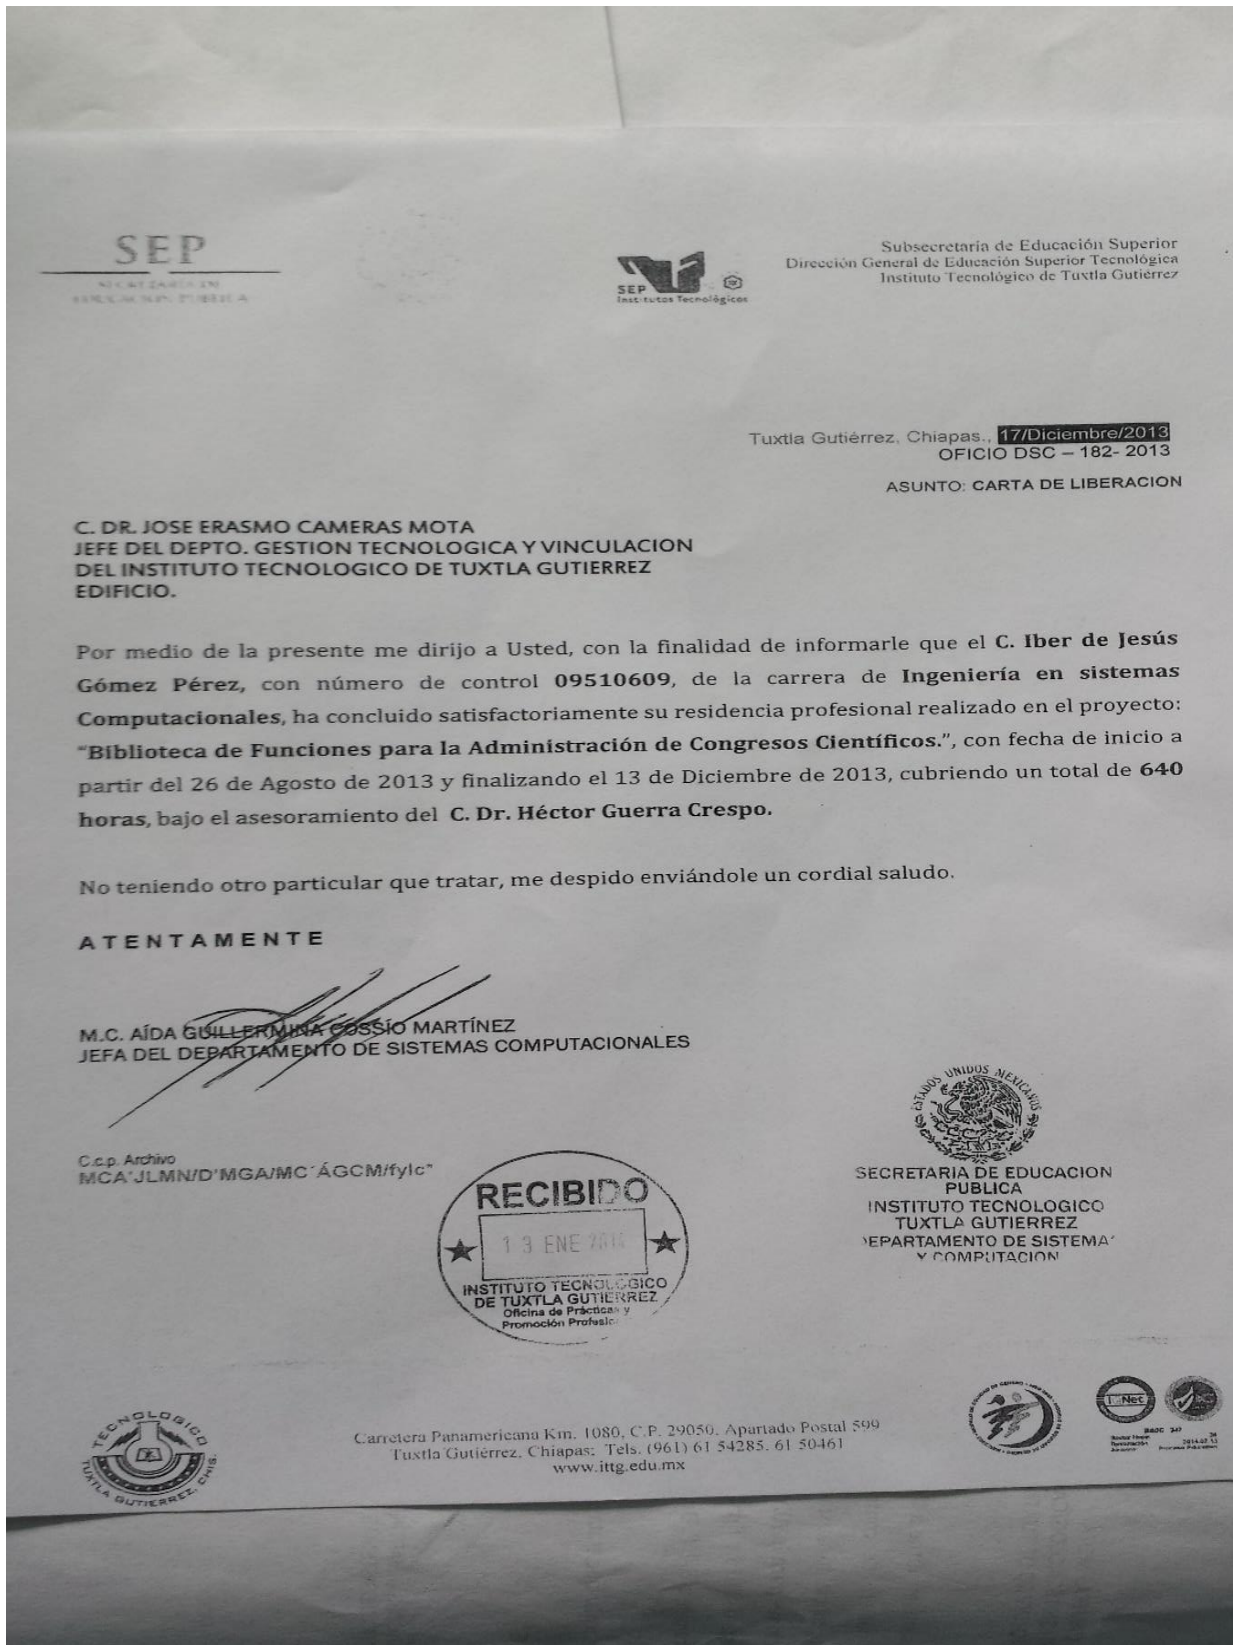 SEP
SECRETARÍA DE
EDUCACIÓN PÚBLICA
SEP
Institutos Tecnológicos
Subsecretaría de Educación Superior
Dirección General de Educación Superior Tecnológica
Instituto Tecnológico de Tuxtla Gutiérrez
Tuxtla Gutiérrez, Chiapas., 17/Diciembre/2013
OFICIO DSC – 182- 2013
ASUNTO: CARTA DE LIBERACION
C. DR. JOSE ERASMO CAMERAS MOTA
JEFE DEL DEPTO. GESTION TECNOLOGICA Y VINCULACION
DEL INSTITUTO TECNOLOGICO DE TUXTLA GUTIERREZ
EDIFICIO.
Por medio de la presente me dirijo a Usted, con la finalidad de informarle que el C. Iber de Jesús
Gómez Pérez, con número de control 09510609, de la carrera de Ingeniería en sistemas
Computacionales, ha concluido satisfactoriamente su residencia profesional realizado en el proyecto:
"Biblioteca de Funciones para la Administración de Congresos Científicos.", con fecha de inicio a
partir del 26 de Agosto de 2013 y finalizando el 13 de Diciembre de 2013, cubriendo un total de 640
horas, bajo el asesoramiento del C. Dr. Héctor Guerra Crespo.
No teniendo otro particular que tratar, me despido enviándole un cordial saludo.
ATENTAMENTE
M.C. AÍDA GUILLERMINA COSSÍO MARTÍNEZ
JEFA DEL DEPARTAMENTO DE SISTEMAS COMPUTACIONALES
C.c.p. Archivo
MCA'JLMN/D'MGA/MC´ÁGCM/fylc"
RECIBIDO
13 ENE
INSTITUTO TECNOLOGICO
DE TUXTLA GUTIERREZ
Oficina de Prácticas y
Promoción
ESTADOS UNIDOS MEXICANOS
SECRETARIA DE EDUCACION
PUBLICA
INSTITUTO TECNOLOGICO
TUXTLA GUTIERREZ
DEPARTAMENTO DE SISTEMA
Y COMPUTACION
TECNOLOGICO
TUXTLA GUTIERREZ, CHIS.
Carretera Panamericana Km. 1080, C.P. 29050, Apartado Postal 599
Tuxtla Gutiérrez, Chiapas; Tels. (961) 61 54285, 61 50461
www.ittg.edu.mx
IQNet